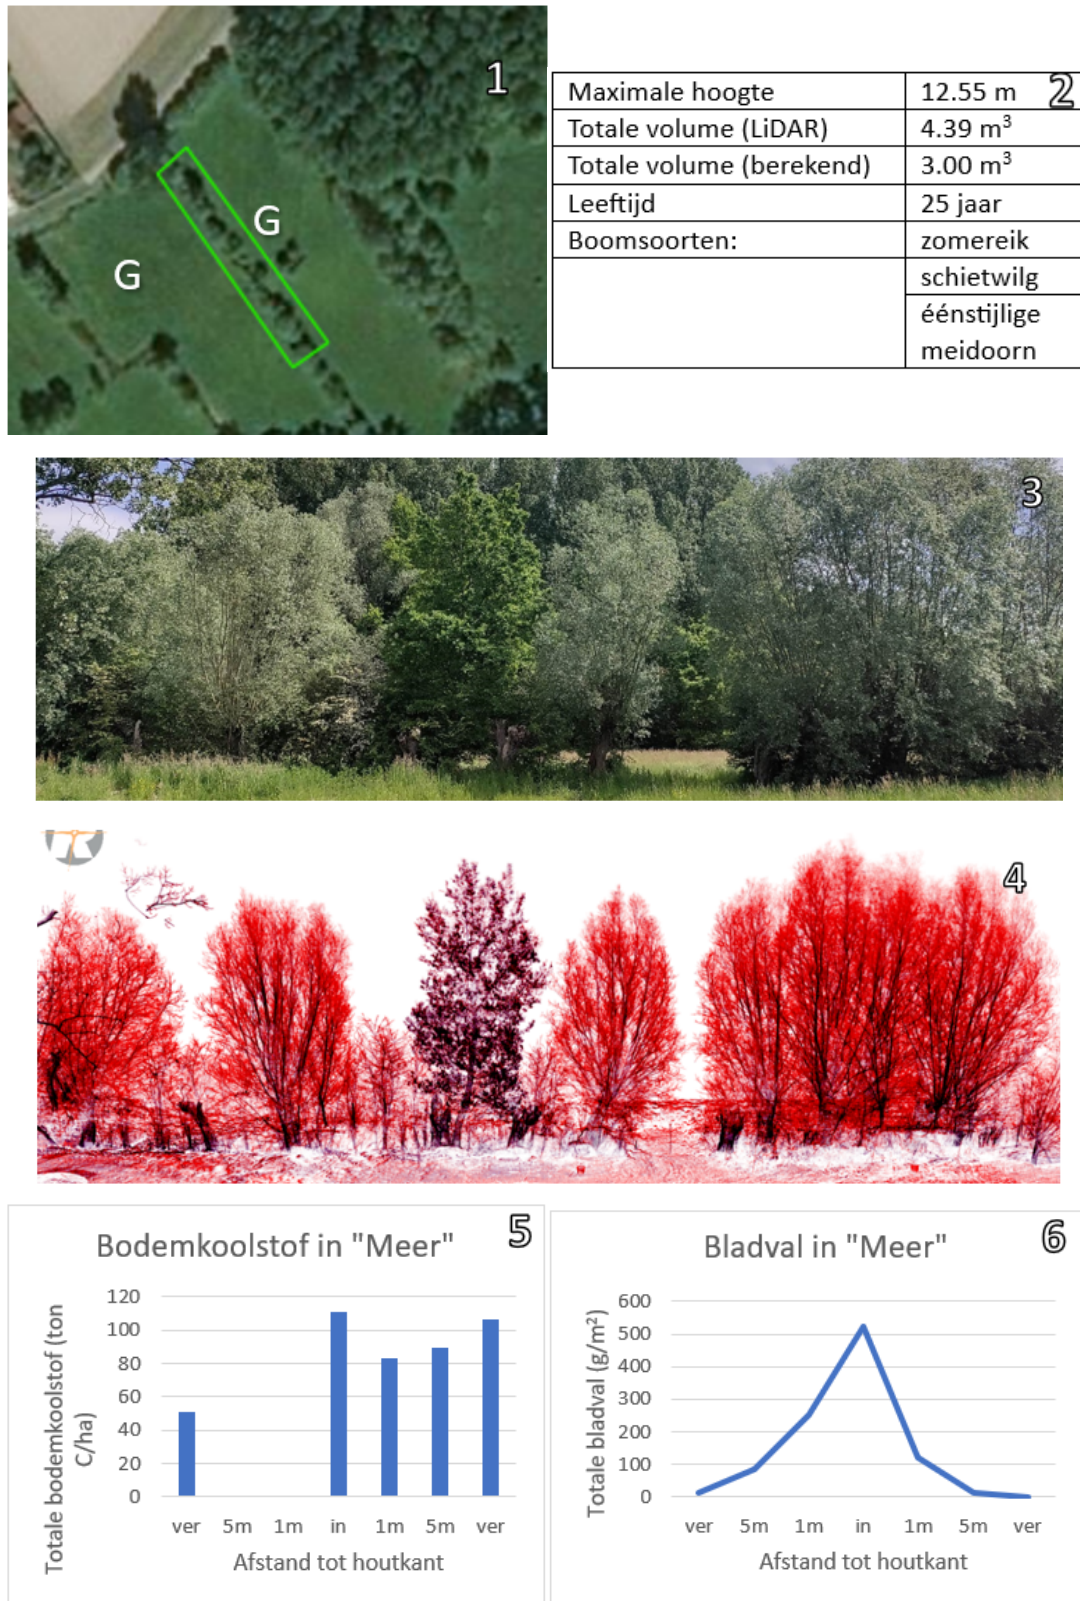 1
G
G
2
Maximale hoogte 12.55 m
Totale volume (LiDAR) 4.39 m³
Totale volume (berekend) 3.00 m³
Leeftijd 25 jaar
Boomsoorten: zomereik
schietwilg
éénstijlige
meidoorn
3
4
5
Bodemkoolstof in "Meer"
Totale bodemkoolstof (ton
C/ha)
120
100
80
60
40
20
0
ver 5m 1m in 1m 5m ver
Afstand tot houtkant
6
Bladval in "Meer"
Totale bladval (g/m²)
600
500
400
300
200
100
0
ver 5m 1m in 1m 5m ver
Afstand tot houtkant